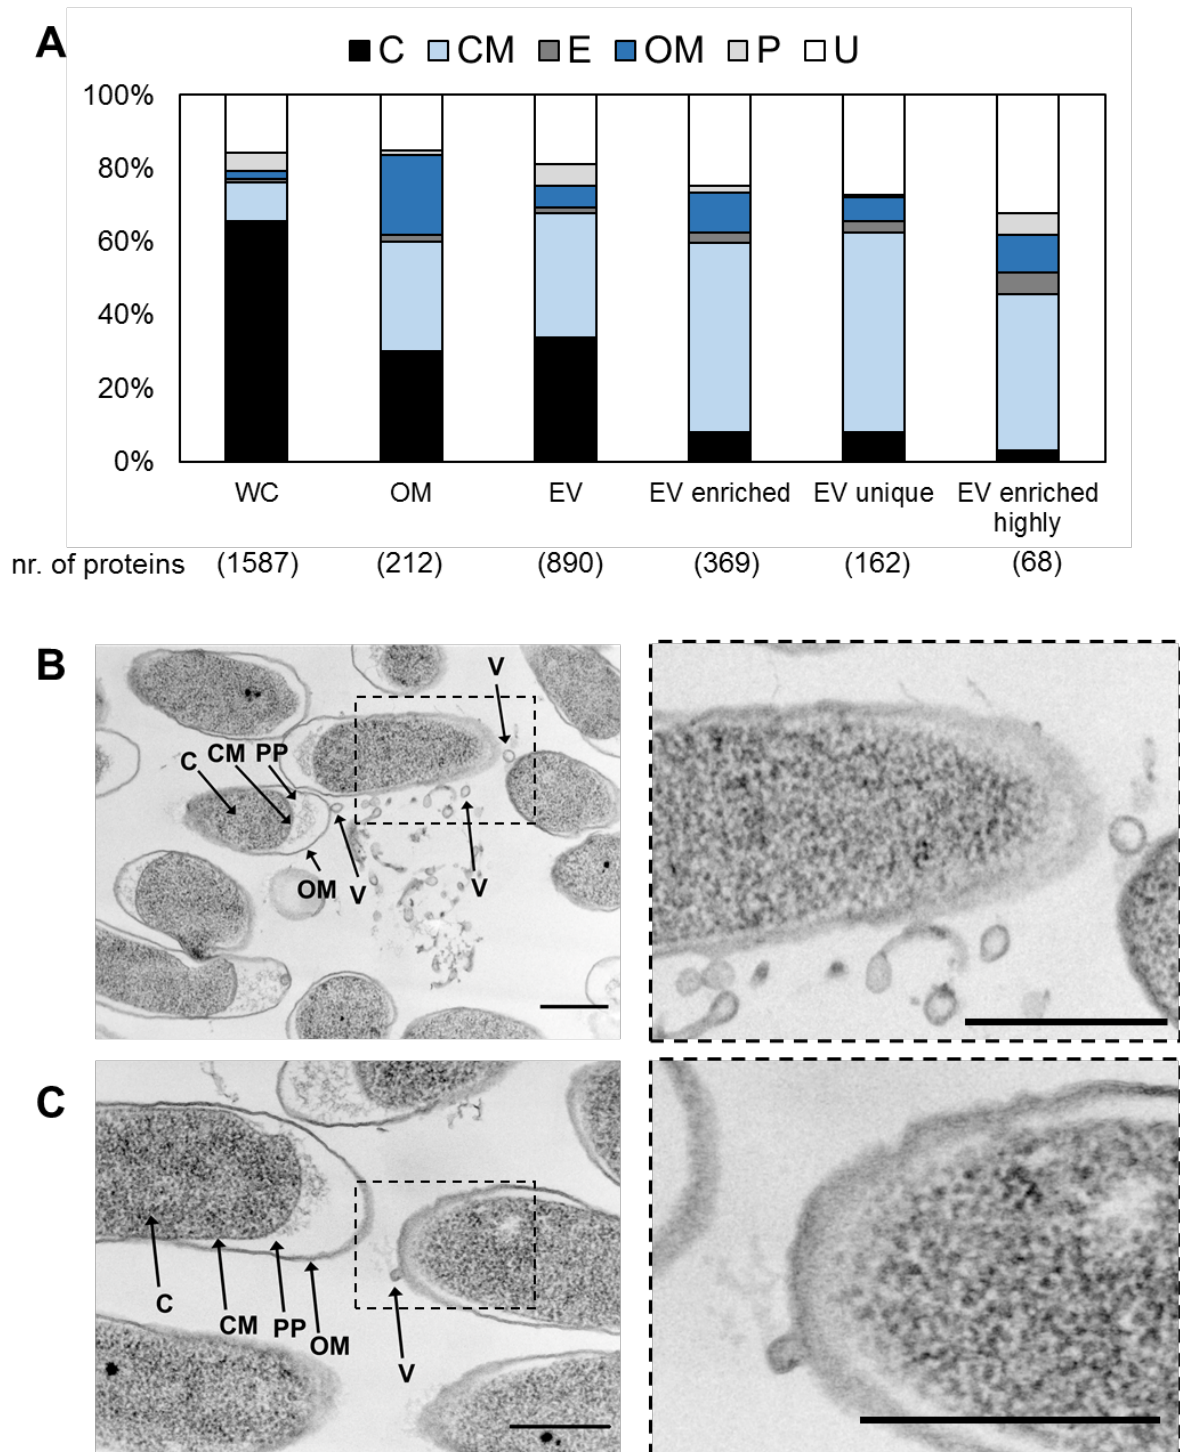 A
C CM E OM P U
100%
80%
60%
40%
20%
0%
WC OM EV EV enriched EV unique EV enriched highly
nr. of proteins (1587) (212) (890) (369) (162) (68)
B
V
C CM PP
OM V V
C
C CM PP OM
V